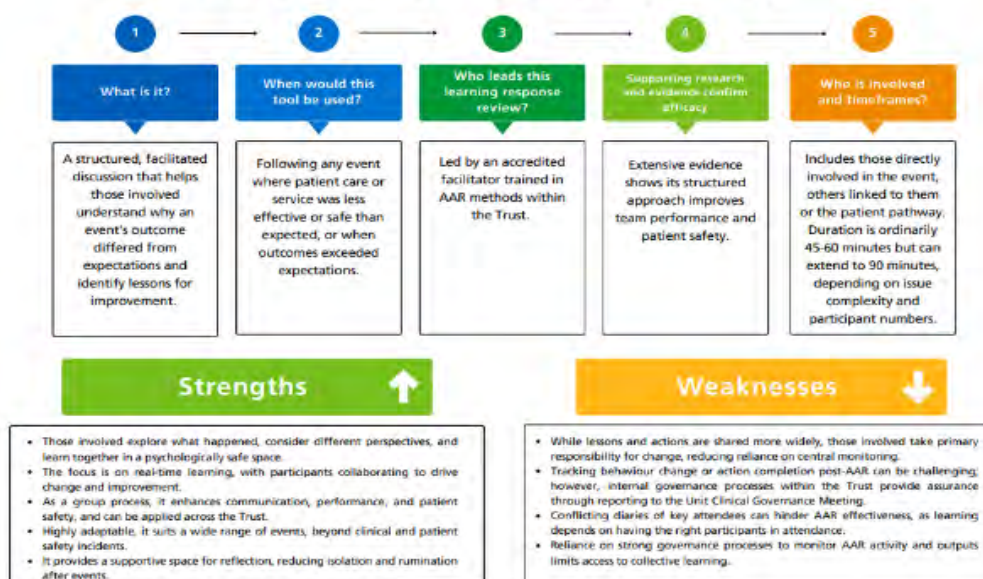 1
2
3
4
5
What is it?
When would this
tool be used?
Who leads this
learning response
review?
Supporting research
and evidence confirm
efficacy
Who is involved
and timeframes?
A structured, facilitated
discussion that helps
those involved
understand why an
event's outcome
differed from
expectations and
identify lessons for
improvement.
Following any event
where patient care or
service was less
effective or safe than
expected, or when
outcomes exceeded
expectations.
Led by an accredited
facilitator trained in
AAR methods within
the Trust.
Extensive evidence
shows its structured
approach improves
team performance and
patient safety.
Includes those directly
involved in the event,
others linked to them
or the patient pathway.
Duration is ordinarily
45-60 minutes but can
extend to 90 minutes,
depending on issue
complexity and
participant numbers.
Strengths
• Those involved explore what happened, consider different perspectives, and
learn together in a psychologically safe space.
• The focus is on real-time learning, with participants collaborating to drive
change and improvement.
• As a group process, it enhances communication, performance, and patient
safety, and can be applied across the Trust.
• Highly adaptable, it suits a wide range of events, beyond clinical and patient
safety incidents.
• It provides a supportive space for reflection, reducing isolation and rumination
after events.
Weaknesses
• While lessons and actions are shared more widely, those involved take primary
responsibility for change, reducing reliance on central monitoring.
• Tracking behaviour change or action completion post-AAR can be challenging;
however, internal governance processes within the Trust provide assurance
through reporting to the Unit Clinical Governance Meeting.
• Conflicting diaries of key attendees can hinder AAR effectiveness, as learning
depends on having the right participants in attendance.
• Reliance on strong governance processes to monitor AAR activity and outputs
limits access to collective learning.